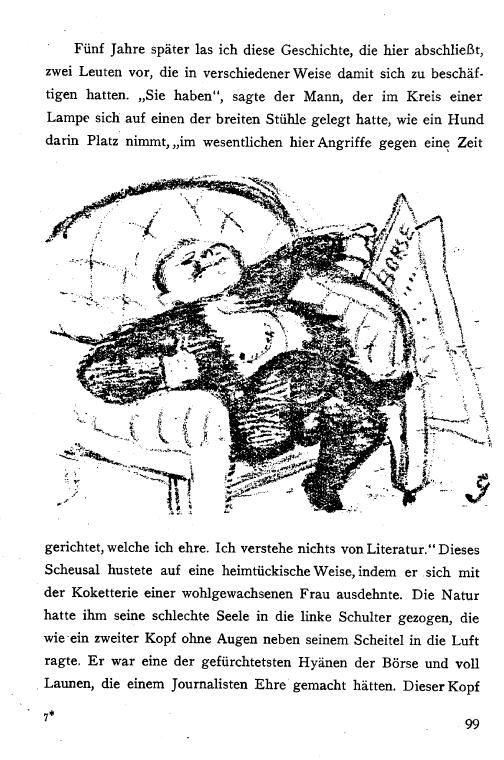 Fünf Jahre später las ich diese Geschichte, die hier abschließt,
zwei Leuten vor, die in verschiedener Weise damit sich zu beschäf-
tigen hatten. „Sie haben“, sagte der Mann, der im Kreis einer
Lampe sich auf einen der breiten Stühle gelegt hatte, wie ein Hund
darin Platz nimmt, „im wesentlichen hier Angriffe gegen eine Zeit
BÖRSE
G
gerichtet, welche ich ehre. Ich verstehe nichts von Literatur.“ Dieses
Scheusal hustete auf eine heimtückische Weise, indem er sich mit
der Koketterie einer wohlgewachsenen Frau ausdehnte. Die Natur
hatte ihm seine schlechte Seele in die linke Schulter gezogen, die
wie ein zweiter Kopf ohne Augen neben seinem Scheitel in die Luft
ragte. Er war eine der gefürchtetsten Hyänen der Börse und voll
Launen, die einem Journalisten Ehre gemacht hätten. Dieser Kopf
7*
99